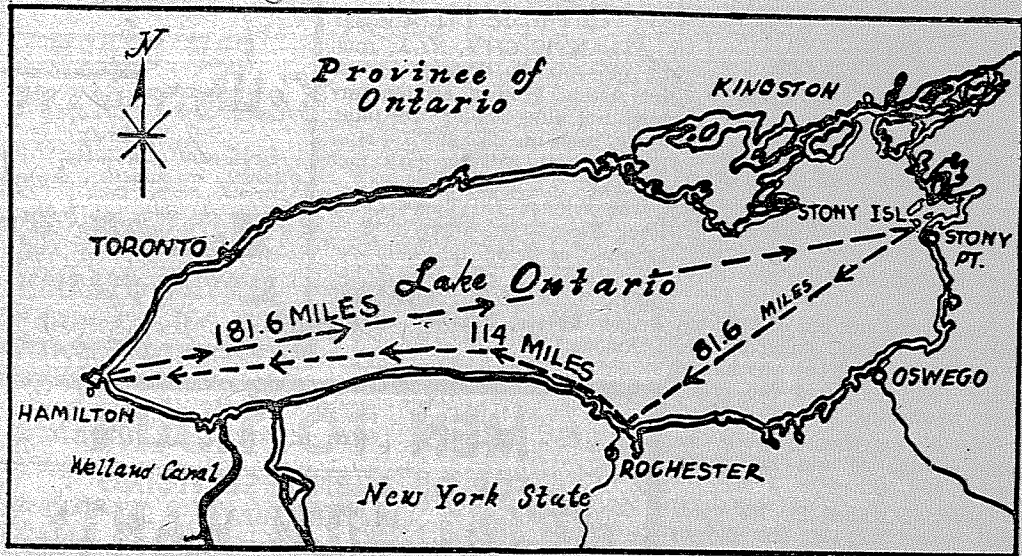 N
Province of
Ontario
KINGSTON
STONY ISL.
TORONTO
STONY
PT.
Lake Ontario
181.6 MILES
81.6 MILES
114 MILES
HAMILTON
OSWEGO
Welland Canal
ROCHESTER
New York State